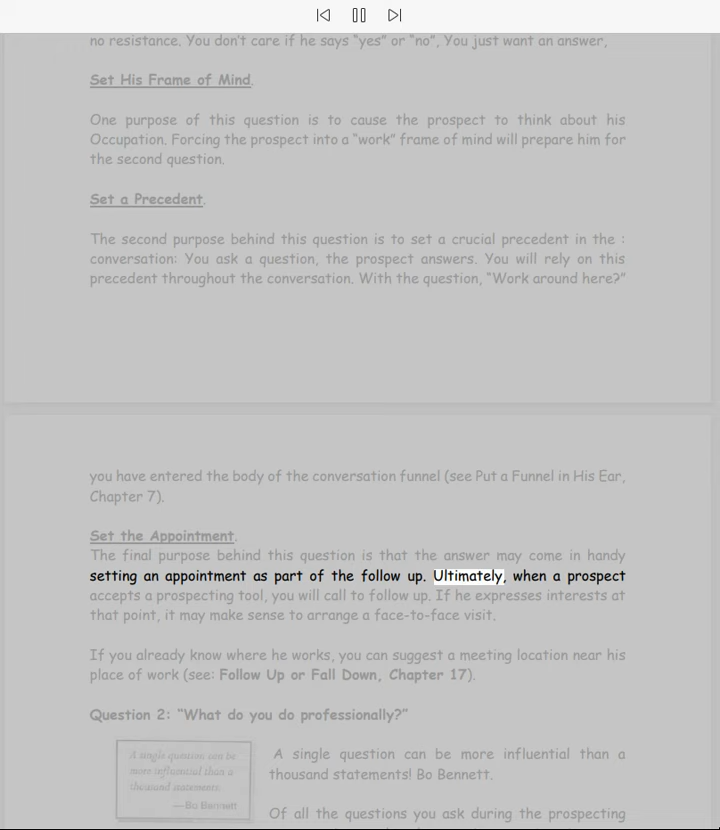 no resistance. You don't care if he says "yes" or "no", You just want an answer,
Set His Frame of Mind.
One purpose of this question is to cause the prospect to think about his
Occupation. Forcing the prospect into a "work" frame of mind will prepare him for
the second question.
Set a Precedent.
The second purpose behind this question is to set a crucial precedent in the :
conversation: You ask a question, the prospect answers. You will rely on this
precedent throughout the conversation. With the question, "Work around here?"
you have entered the body of the conversation funnel (see Put a Funnel in His Ear,
Chapter 7).
Set the Appointment.
The final purpose behind this question is that the answer may come in handy
setting an appointment as part of the follow up. Ultimately, when a prospect
accepts a prospecting tool, you will call to follow up. If he expresses interests at
that point, it may make sense to arrange a face-to-face visit.
If you already know where he works, you can suggest a meeting location near his
place of work (see: Follow Up or Fall Down, Chapter 17).
Question 2: "What do you do professionally?"
A single question can be
more influential than a
thousand statements.
—Bo Bennett
A single question can be more influential than a
thousand statements! Bo Bennett.
Of all the questions you ask during the prospecting